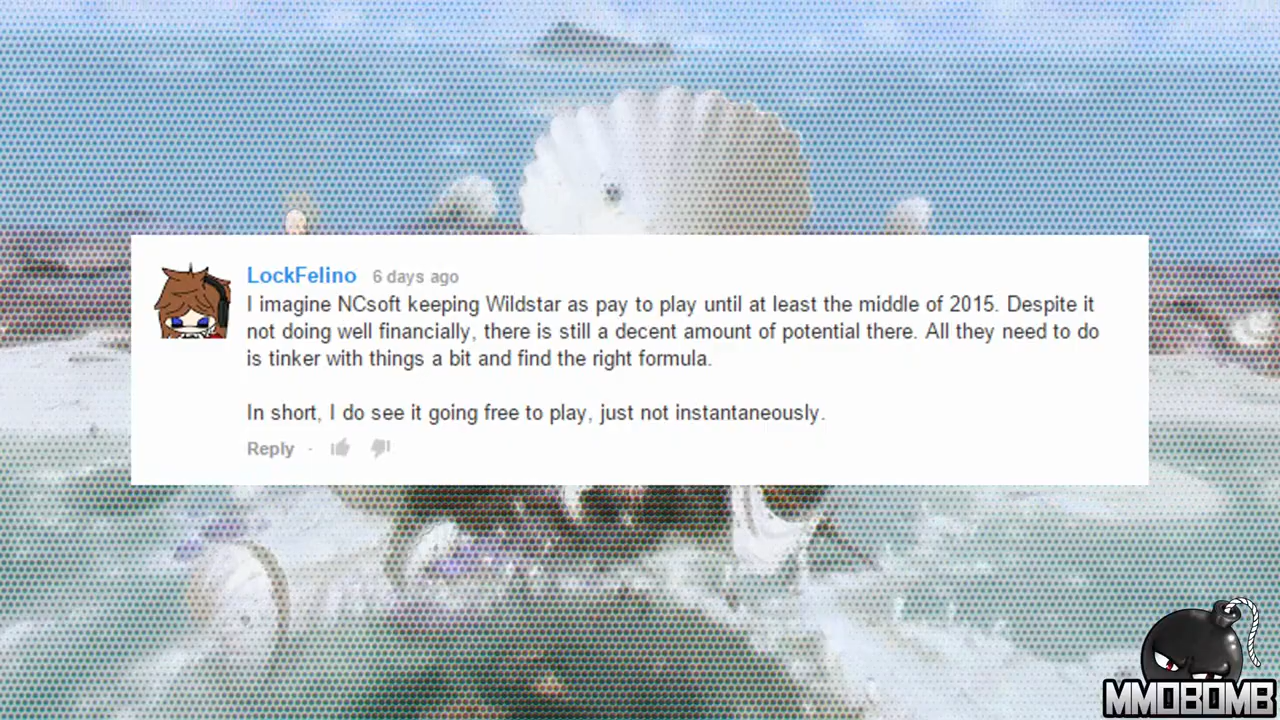 LockFelino 6 days ago
I imagine NCsoft keeping Wildstar as pay to play until at least the middle of 2015. Despite it
not doing well financially, there is still a decent amount of potential there. All they need to do
is tinker with things a bit and find the right formula.
In short, I do see it going free to play, just not instantaneously.
Reply ·
MMOBOMB